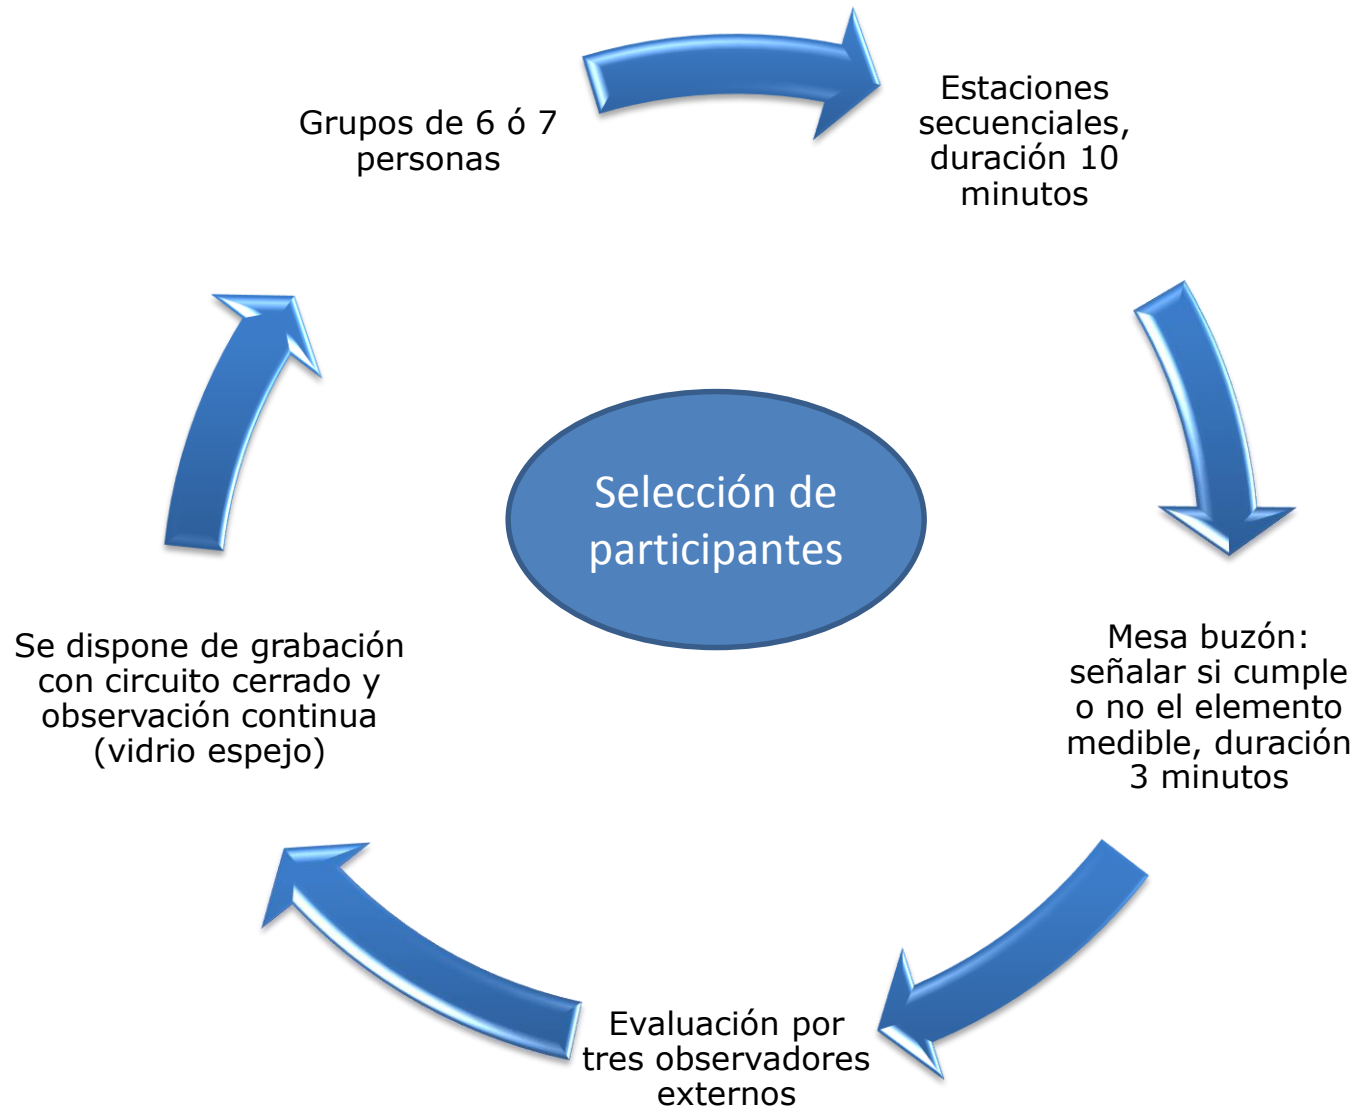 Grupos de 6 ó 7
personas
Estaciones
secuenciales,
duración 10
minutos
Mesa buzón:
señalar si cumple
o no el elemento
medible, duración
3 minutos
Evaluación por
tres observadores
externos
Se dispone de grabación
con circuito cerrado y
observación continua
(vidrio espejo)
Selección de
participantes